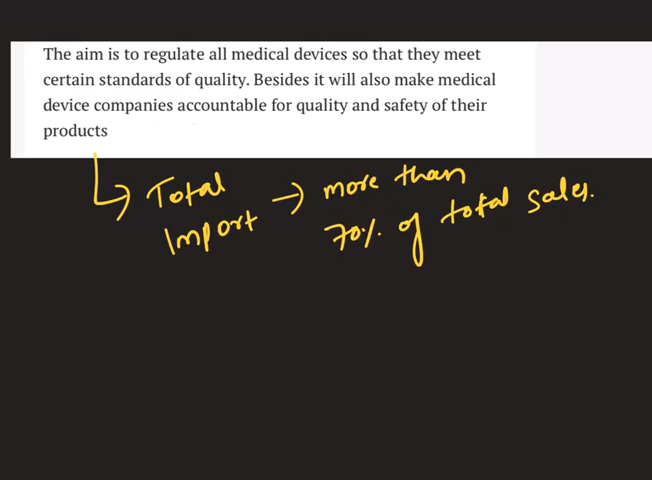 The aim is to regulate all medical devices so that they meet
certain standards of quality. Besides it will also make medical
device companies accountable for quality and safety of their
products
Total
Import → more than
70% of total sales.